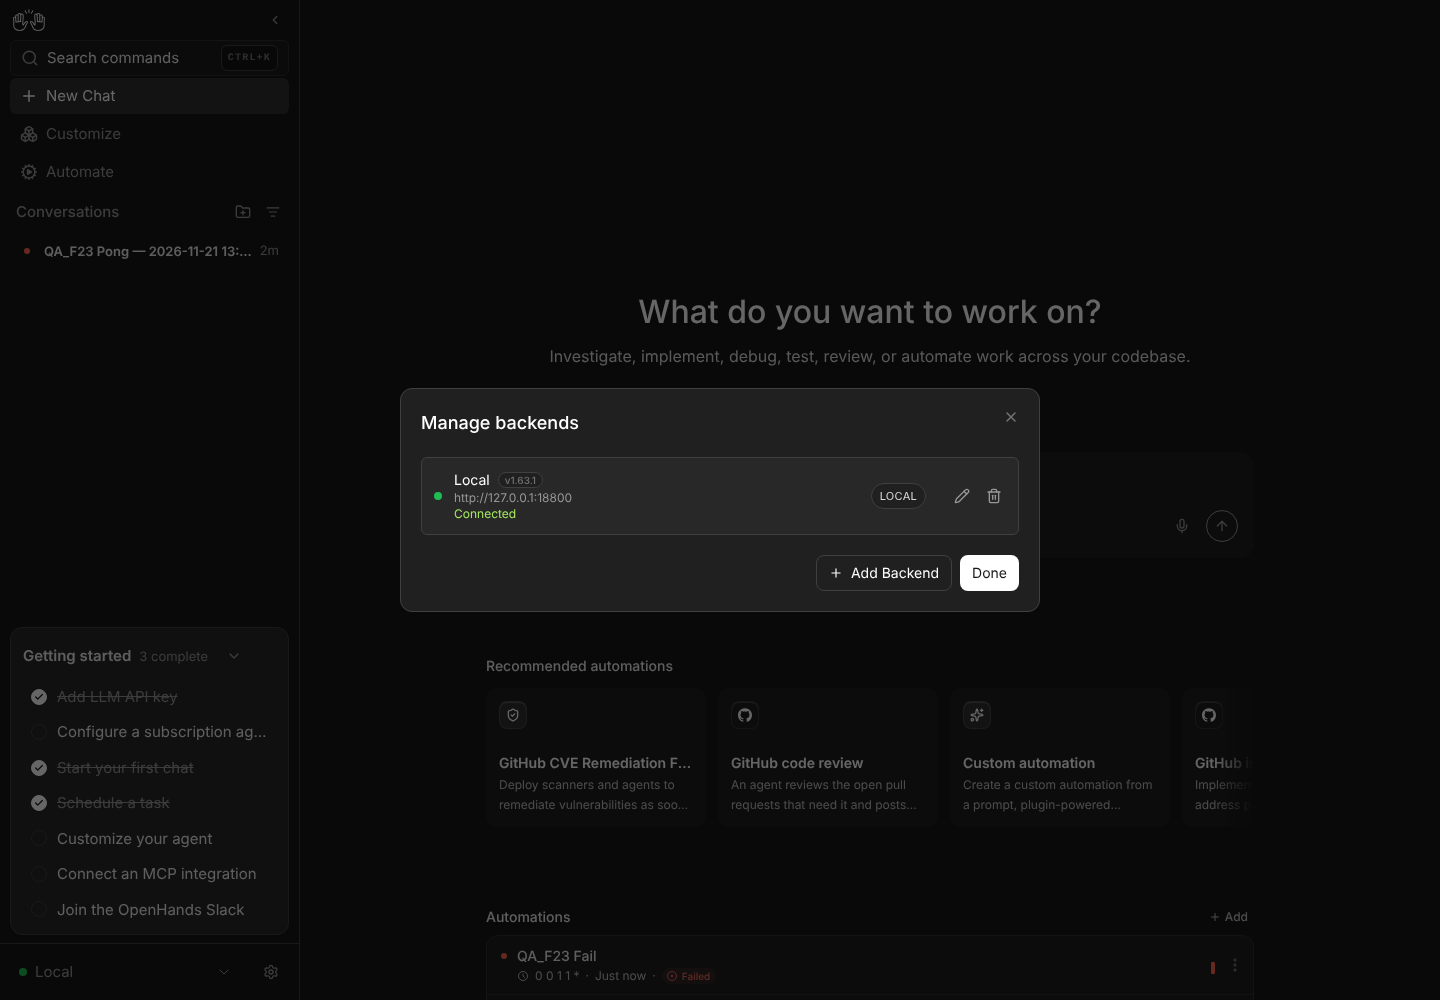 Search commands
CTRL+K
New Chat
Customize
Automate
Conversations
QA_F23 Pong — 2026-11-21 13:... 2m
What do you want to work on?
Investigate, implement, debug, test, review, or automate work across your codebase.
Manage backends
Local v1.63.1
http://127.0.0.1:18800
Connected
LOCAL
Add Backend
Done
Getting started 3 complete
Add LLM API key
Configure a subscription ag...
Start your first chat
Schedule a task
Customize your agent
Connect an MCP integration
Join the OpenHands Slack
Local
Recommended automations
GitHub CVE Remediation F...
Deploy scanners and agents to
remediate vulnerabilities as soo...
GitHub code review
An agent reviews the open pull
requests that need it and posts...
Custom automation
Create a custom automation from
a prompt, plugin-powered...
GitHub
Implemen
address
Automations
+ Add
QA_F23 Fail
0 0 1 1 * · Just now · Failed